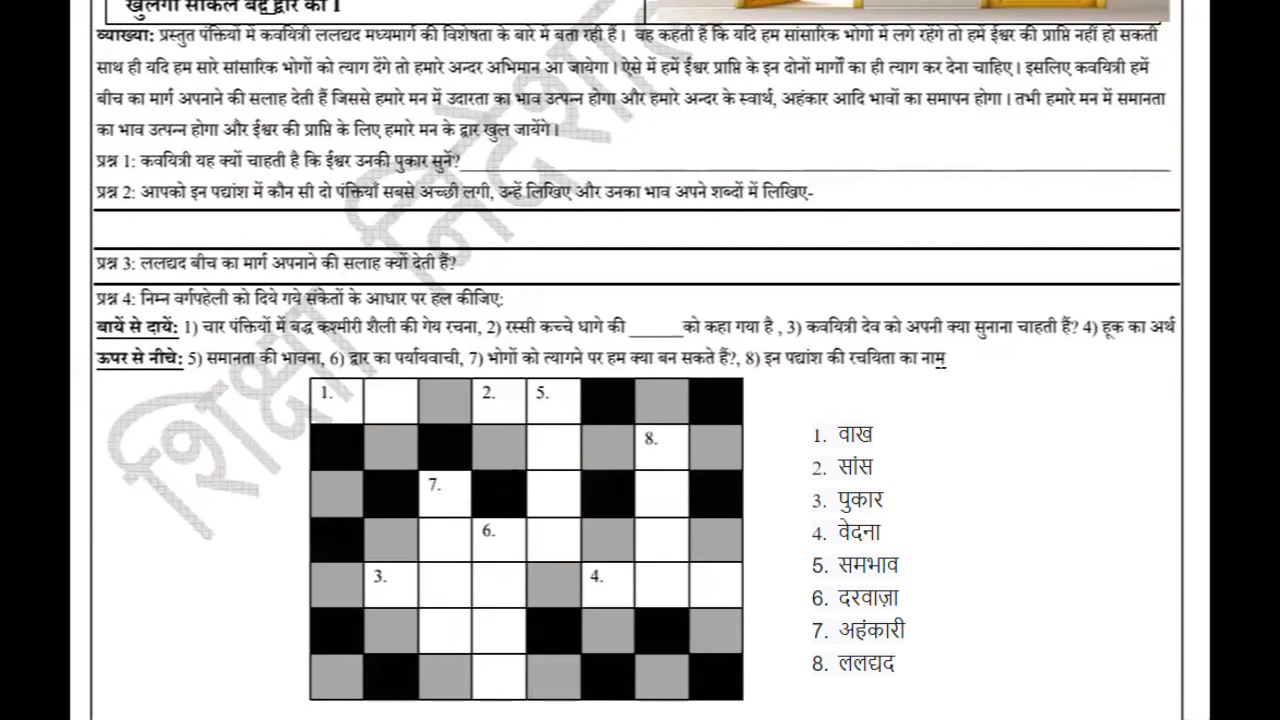 खुलेगी साँकल बंद द्वार की I
व्याख्या: प्रस्तुत पंक्तियों में कवयित्री ललद्यद मध्यमार्ग की विशेषता के बारे में बता रही हैं। वह कहती हैं कि यदि हम सांसारिक भोगों में लगे रहेंगे तो हमें ईश्वर की प्राप्ति नहीं हो सकती
साथ ही यदि हम सारे सांसारिक भोगों को त्याग देंगे तो हमारे अन्दर अभिमान आ जायेगा। ऐसे में हमें ईश्वर प्राप्ति के इन दोनों मार्गों का ही त्याग कर देना चाहिए। इसलिए कवयित्री हमें
बीच का मार्ग अपनाने की सलाह देती हैं जिससे हमारे मन में उदारता का भाव उत्पन्न होगा और हमारे अन्दर के स्वार्थ, अहंकार आदि भावों का समापन होगा। तभी हमारे मन में समानता
का भाव उत्पन्न होगा और ईश्वर की प्राप्ति के लिए हमारे मन के द्वार खुल जायेंगे।
प्रश्न 1: कवयित्री यह क्यों चाहती है कि ईश्वर उनकी पुकार सुनें?
प्रश्न 2: आपको इन पद्यांश में कौन सी दो पंक्तियाँ सबसे अच्छी लगी, उन्हें लिखिए और उनका भाव अपने शब्दों में लिखिए-
प्रश्न 3: ललद्यद बीच का मार्ग अपनाने की सलाह क्यों देती हैं?
प्रश्न 4: निम्न वर्गपहेली को दिये गये संकेतों के आधार पर हल कीजिए:
बायें से दायें: 1) चार पंक्तियों में बद्ध कश्मीरी शैली की गेय रचना, 2) रस्सी कच्चे धागे की ______को कहा गया है , 3) कवयित्री देव को अपनी क्या सुनाना चाहती हैं? 4) हूक का अर्थ
ऊपर से नीचे: 5) समानता की भावना, 6) द्वार का पर्यायवाची, 7) भोगों को त्यागने पर हम क्या बन सकते हैं?, 8) इन पद्यांश की रचयिता का नाम
1. 2. 5.
8.
7.
6.
3. 4.
1. वाख
2. सांस
3. पुकार
4. वेदना
5. समभाव
6. दरवाज़ा
7. अहंकारी
8. ललद्यद
शिक्षा निदेशा